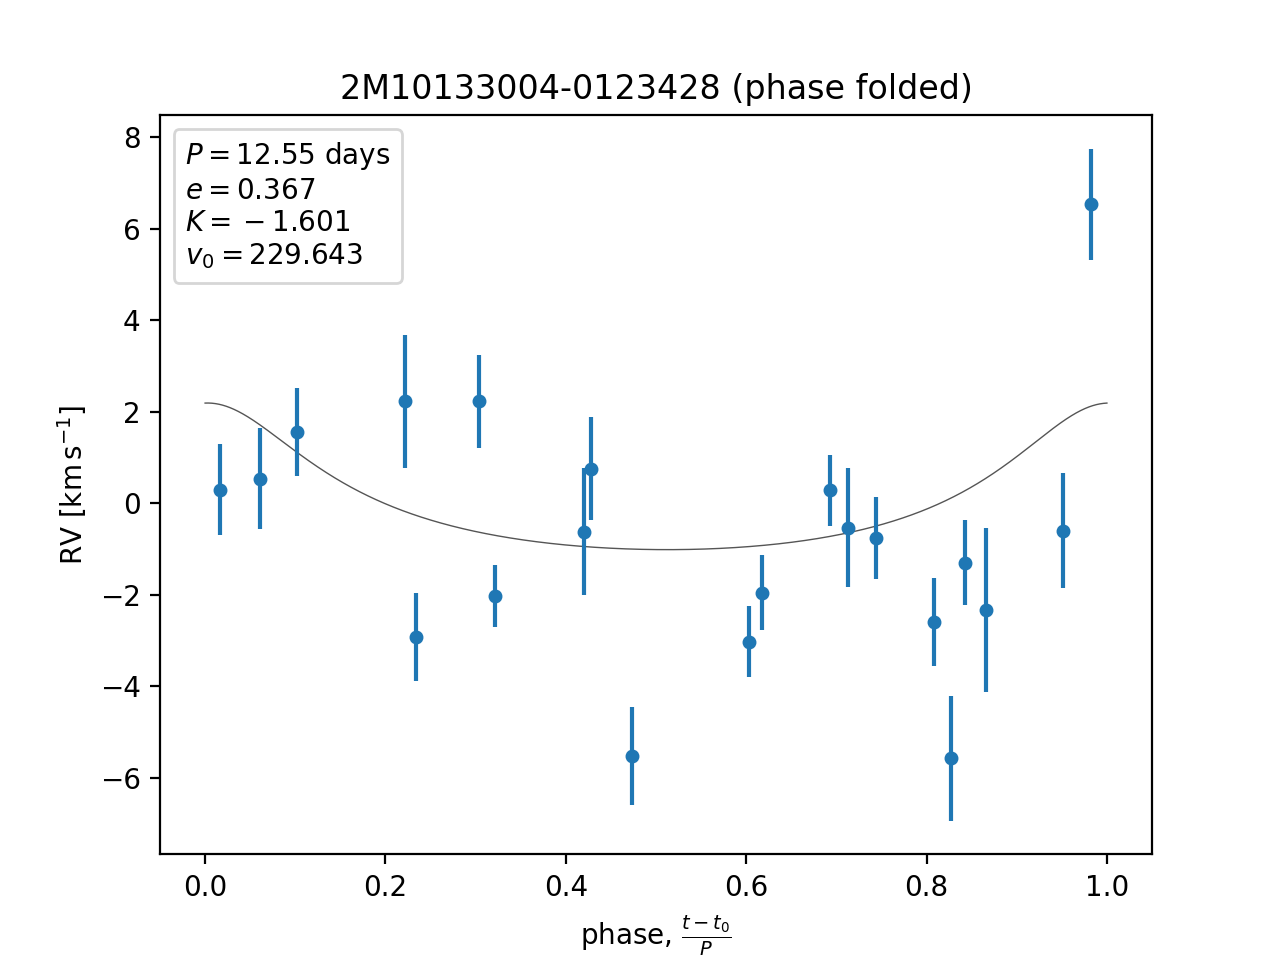 2M10133004-0123428 (phase folded)
P = 12.55 days
e = 0.367
K = −1.601
v₀ = 229.643
RV [km s⁻¹]
8
6
4
2
0
−2
−4
−6
0.0 0.2 0.4 0.6 0.8 1.0
phase, (t − t₀)/P